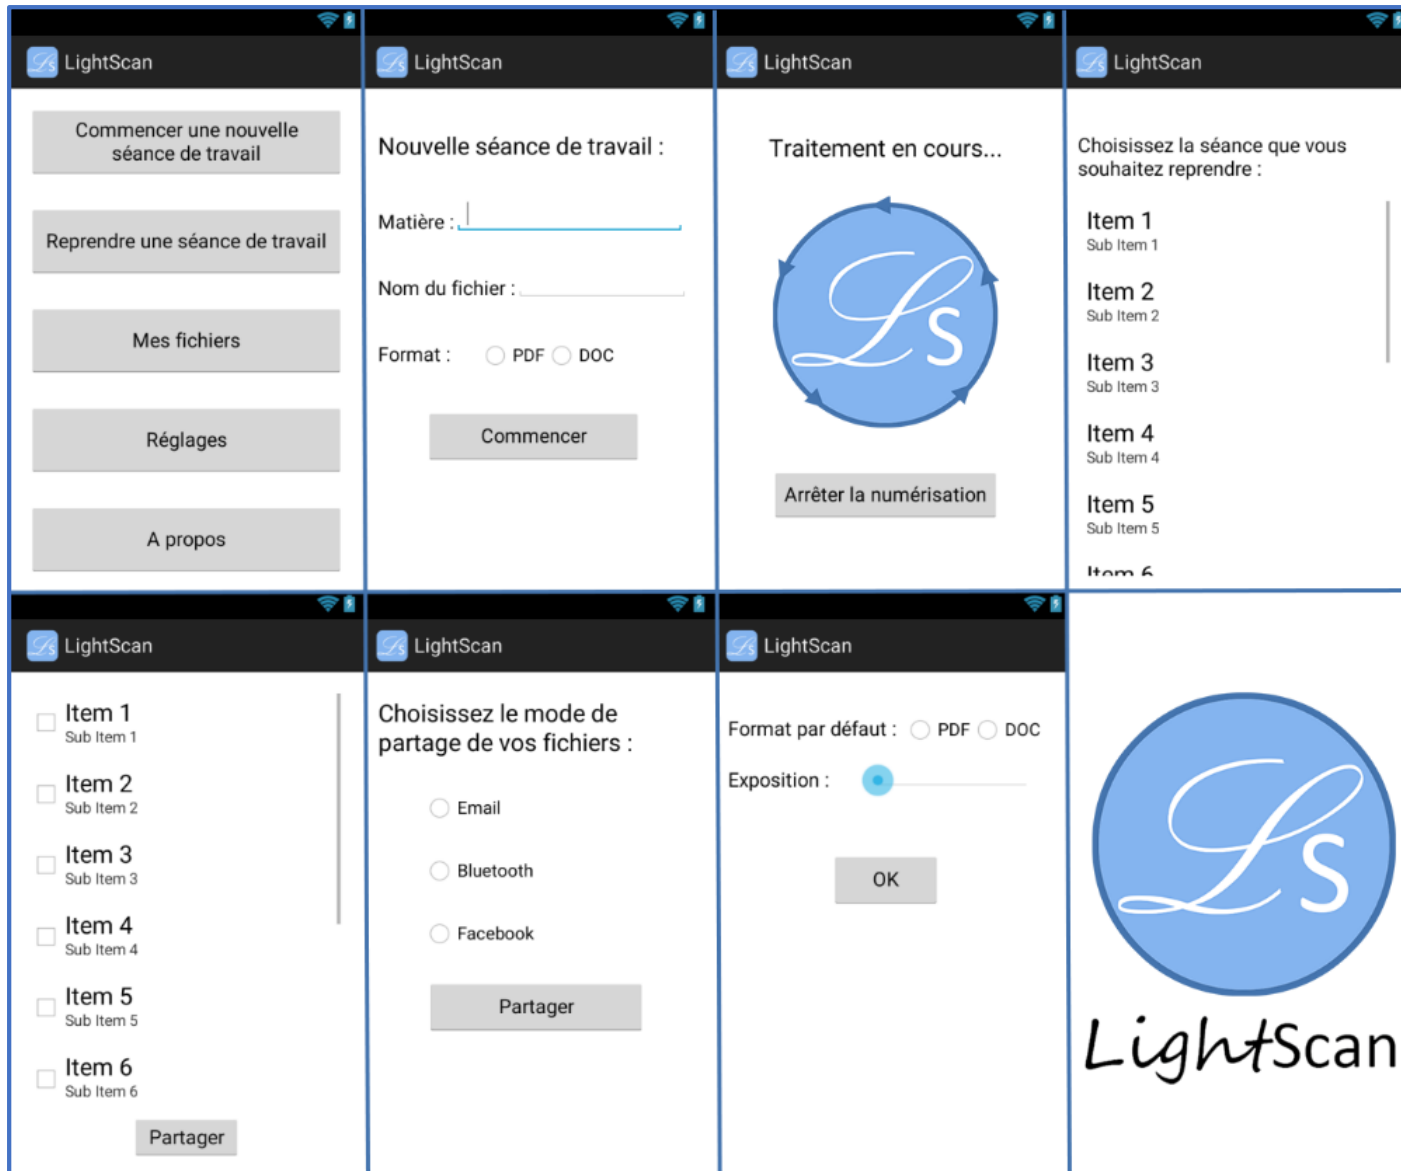 LightScan
Commencer une nouvelle
séance de travail
Reprendre une séance de travail
Mes fichiers
Réglages
A propos
LightScan
Nouvelle séance de travail :
Matière :
Nom du fichier :
Format : PDF DOC
Commencer
LightScan
Traitement en cours...
Ls
Arrêter la numérisation
LightScan
Choisissez la séance que vous
souhaitez reprendre :
Item 1
Sub Item 1
Item 2
Sub Item 2
Item 3
Sub Item 3
Item 4
Sub Item 4
Item 5
Sub Item 5
Item 6
LightScan
Item 1
Sub Item 1
Item 2
Sub Item 2
Item 3
Sub Item 3
Item 4
Sub Item 4
Item 5
Sub Item 5
Item 6
Sub Item 6
Partager
LightScan
Choisissez le mode de
partage de vos fichiers :
Email
Bluetooth
Facebook
Partager
LightScan
Format par défaut : PDF DOC
Exposition :
OK
Ls
LightScan